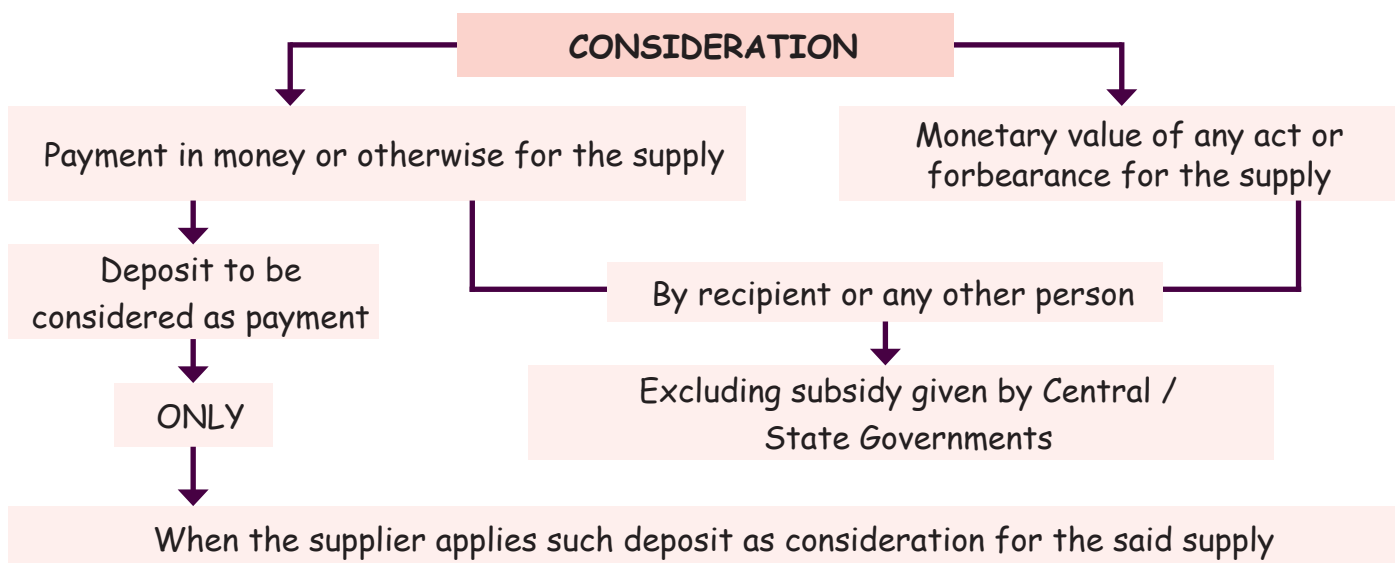 CONSIDERATION
Payment in money or otherwise for the supply
Monetary value of any act or
forbearance for the supply
Deposit to be
considered as payment
By recipient or any other person
ONLY
Excluding subsidy given by Central /
State Governments
When the supplier applies such deposit as consideration for the said supply